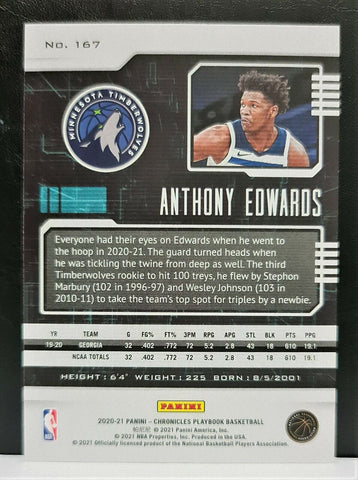 No. 167
MINNESOTA TIMBERWOLVES
ANTHONY EDWARDS
Everyone had their eyes on Edwards when he went
to the hoop in 2020-21. The guard turned heads when
he was tickling the twine from deep as well. The third
Timberwolves rookie to hit 100 treys, he flew by Stephon
Marbury (102 in 1996-97) and Wesley Johnson (103 in
2010-11) to take the team's top spot for triples by a newbie.
YR TEAM G FG% FT% 3PM RPG APG STL BLK PTS PPG
19-20 GEORGIA 32 .402 .772 72 5.2 2.8 43 18 610 19.1
NCAA TOTALS 32 .402 .772 72 5.2 2.8 43 18 610 19.1
HEIGHT: 6'4" WEIGHT: 225 BORN: 8/5/2001
PANINI
2020-21 PANINI – CHRONICLES PLAYBOOK BASKETBALL
帕尼尼 © 2021 Panini America, Inc.
© 2021 NBA Properties, Inc. Produced in the USA.
© 2021 Officially licensed product of the National Basketball Players Association.